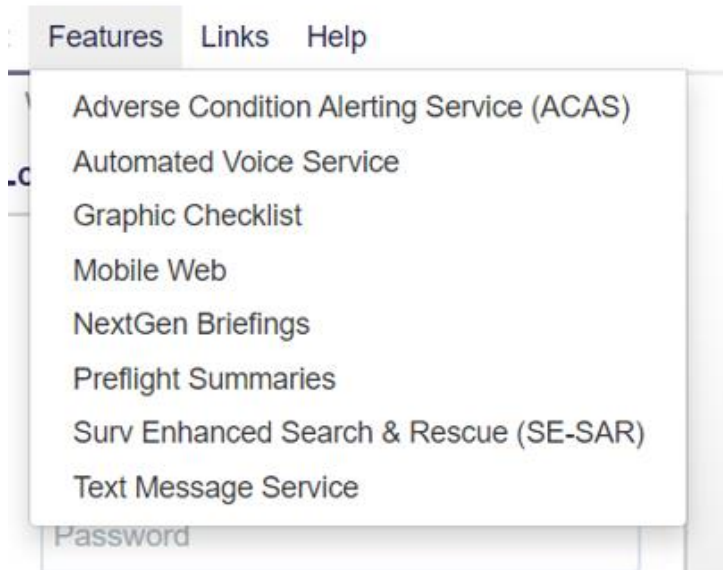 Features Links Help
Adverse Condition Alerting Service (ACAS)
Automated Voice Service
Graphic Checklist
Mobile Web
NextGen Briefings
Preflight Summaries
Surv Enhanced Search & Rescue (SE-SAR)
Text Message Service
Password